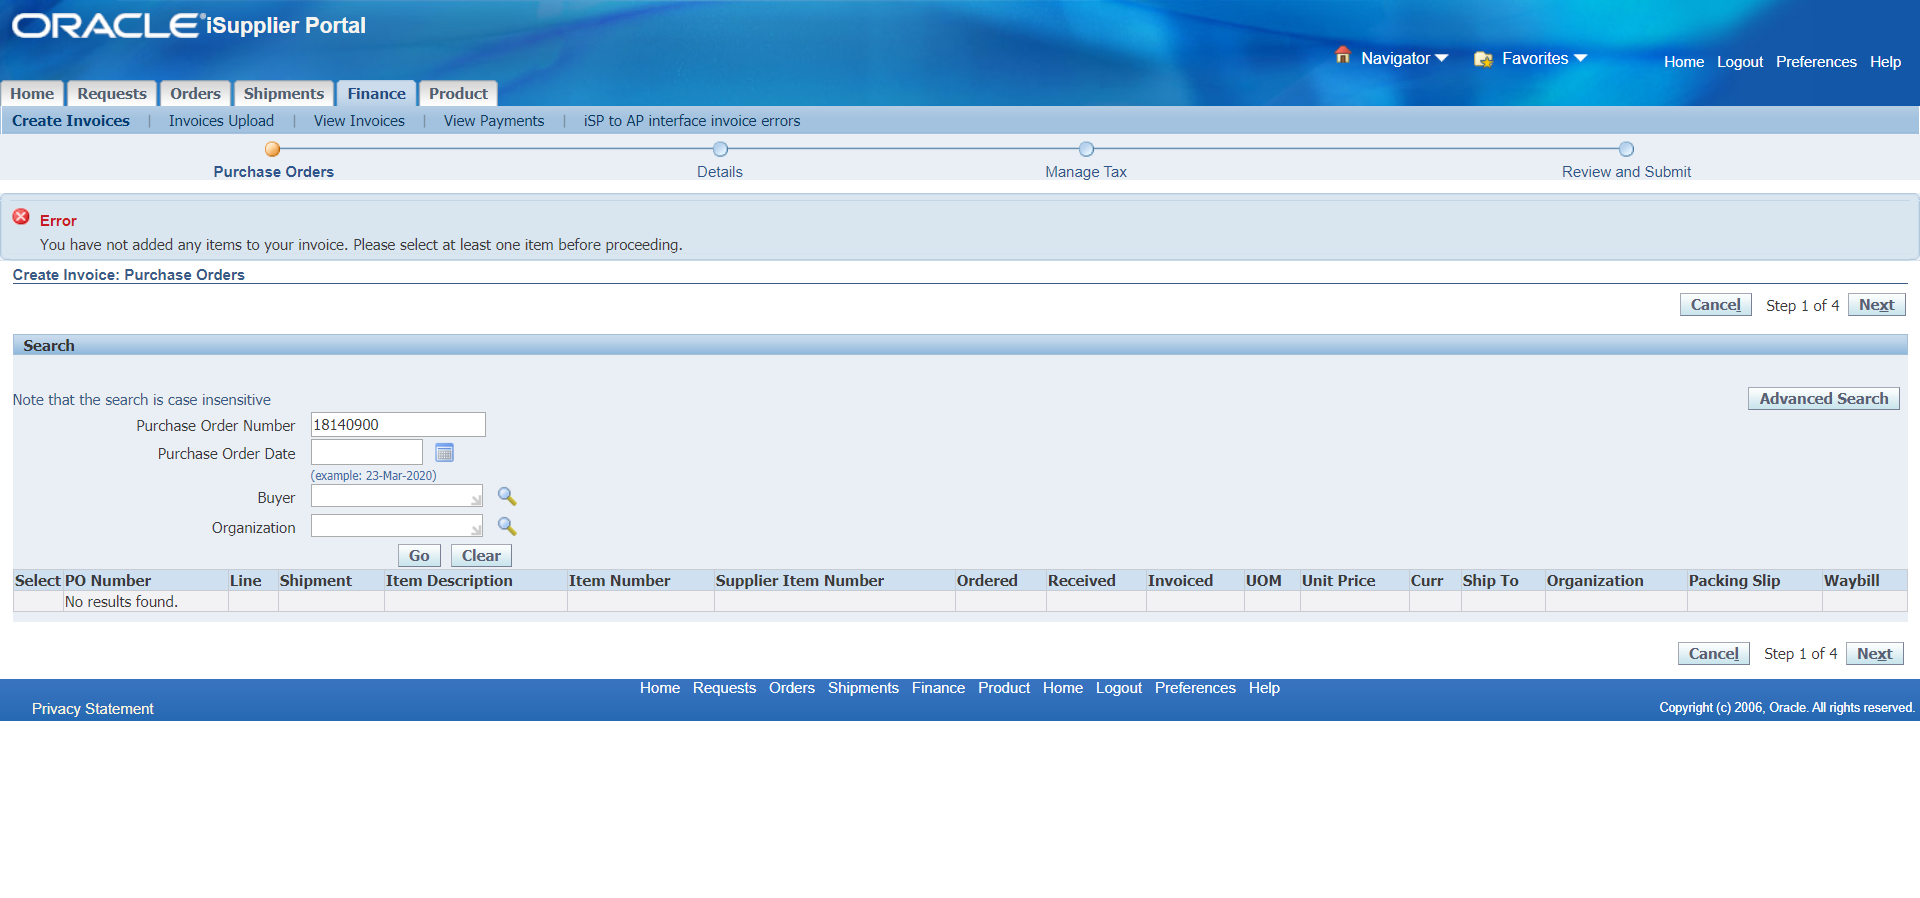 ORACLE® iSupplier Portal
Navigator Favorites Home Logout Preferences Help
Home Requests Orders Shipments Finance Product
Create Invoices | Invoices Upload | View Invoices | View Payments | iSP to AP interface invoice errors
Purchase Orders Details Manage Tax Review and Submit
Error
You have not added any items to your invoice. Please select at least one item before proceeding.
Create Invoice: Purchase Orders
Cancel Step 1 of 4 Next
Search
Note that the search is case insensitive
Advanced Search
Purchase Order Number 18140900
Purchase Order Date
(example: 23-Mar-2020)
Buyer
Organization
Go Clear
Select PO Number Line Shipment Item Description Item Number Supplier Item Number Ordered Received Invoiced UOM Unit Price Curr Ship To Organization Packing Slip Waybill
No results found.
Cancel Step 1 of 4 Next
Home Requests Orders Shipments Finance Product Home Logout Preferences Help
Privacy Statement
Copyright (c) 2006, Oracle. All rights reserved.